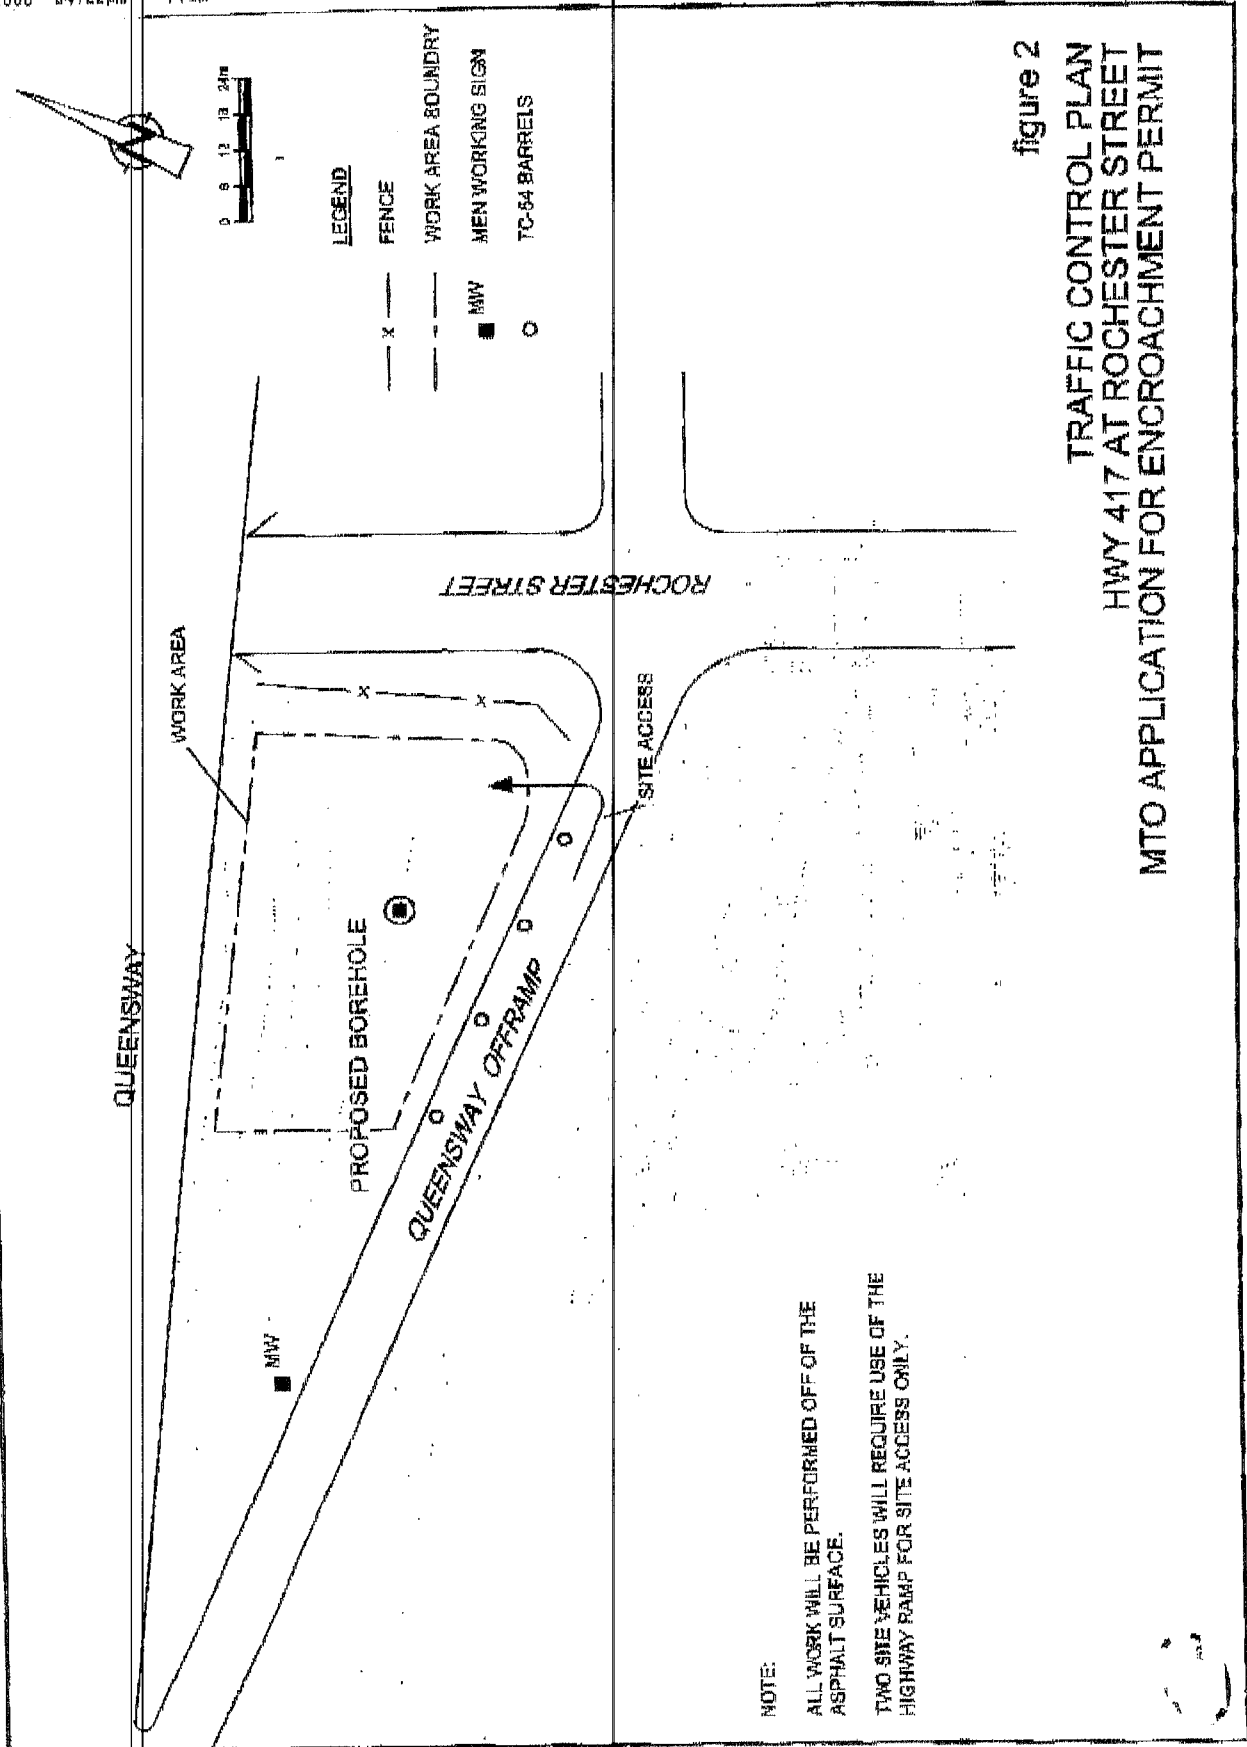 QUEENSWAY
WORK AREA
PROPOSED BOREHOLE
MW
QUEENSWAY OFFRAMP
SITE ACCESS
ROCHESTER STREET
0 6 12 18 24m
LEGEND
X FENCE
WORK AREA BOUNDRY
MW MEN WORKING SIGN
TC-54 BARRELS
NOTE:
ALL WORK WILL BE PERFORMED OFF OF THE
ASPHALT SURFACE.
TWO SITE VEHICLES WILL REQUIRE USE OF THE
HIGHWAY RAMP FOR SITE ACCESS ONLY.
figure 2
TRAFFIC CONTROL PLAN
HWY 417 AT ROCHESTER STREET
MTO APPLICATION FOR ENCROACHMENT PERMIT